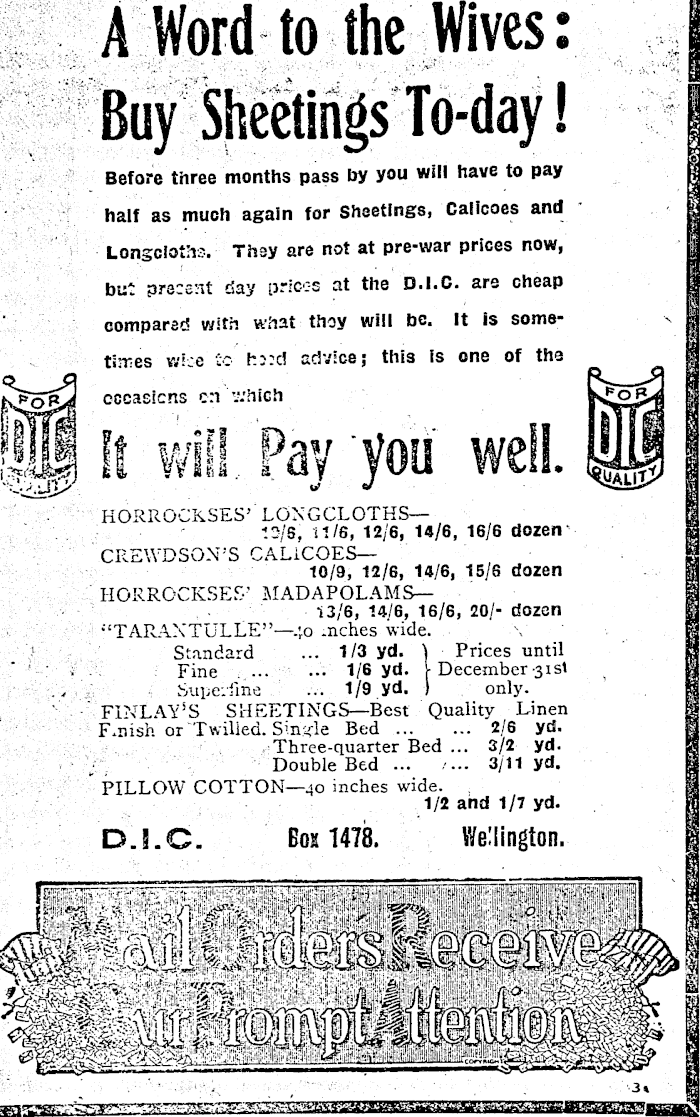 A Word to the Wives:
Buy Sheetings To-day!
Before three months pass by you will have to pay
half as much again for Sheetings, Calicoes and
Longcloths. They are not at pre-war prices now,
but present day prices at the D.I.C. are cheap
compared with what they will be. It is some-
times wise to heed advice; this is one of the
occasions on which
FOR
DIC
QUALITY
It will Pay you well.
FOR
DIC
QUALITY
HORROCKSES' LONGCLOTHS—
11/6, 12/6, 14/6, 16/6 dozen
CREWDSON'S CALICOES—
10/9, 12/6, 14/6, 15/6 dozen
HORROCKSES' MADAPOLAMS—
13/6, 14/6, 16/6, 20/- dozen
"TARANTULLE"—40 inches wide.
Standard ... 1/3 yd. } Prices until
Fine ... ... 1/6 yd. } December 31st
Superfine ... 1/9 yd. } only.
FINLAY'S SHEETINGS—Best Quality Linen
Finish or Twilled. Single Bed ... ... 2/6 yd.
Three-quarter Bed ... 3/2 yd.
Double Bed ... ... 3/11 yd.
PILLOW COTTON—40 inches wide.
1/2 and 1/7 yd.
D.I.C. Box 1478. Wellington.
Mail Orders Receive
Our Prompt Attention
COPYRIGHT
3